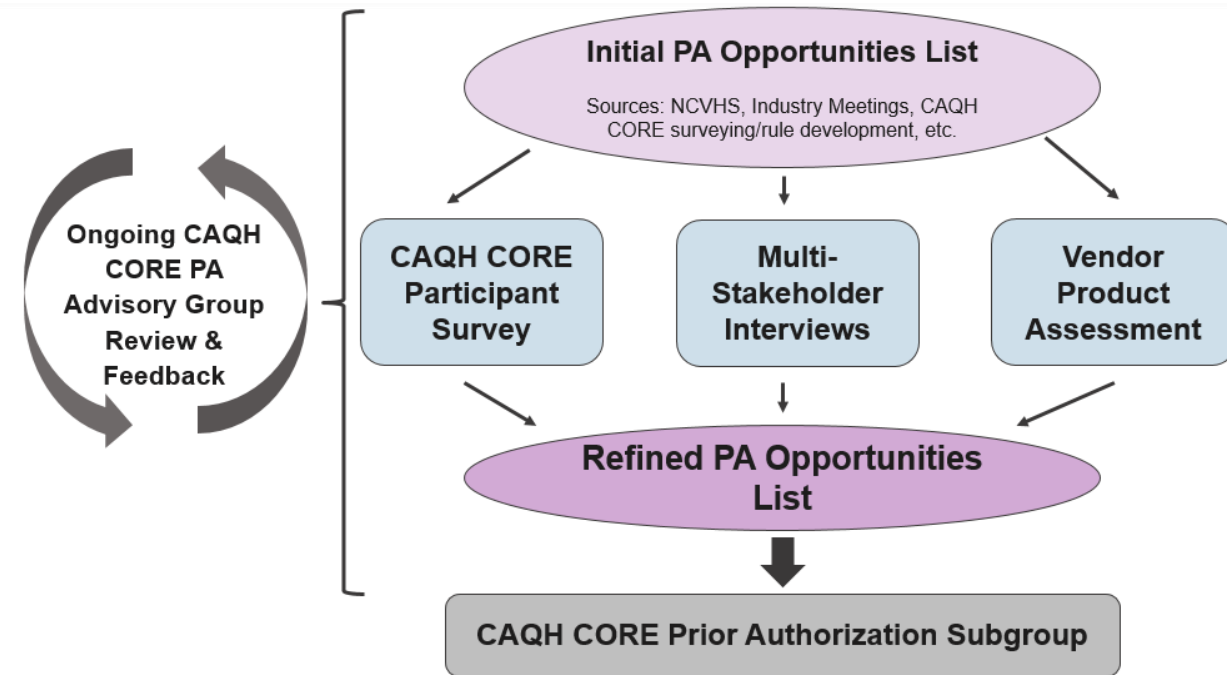 Initial PA Opportunities List
Sources: NCVHS, Industry Meetings, CAQH
CORE surveying/rule development, etc.
Ongoing CAQH
CORE PA
Advisory Group
Review &
Feedback
CAQH CORE
Participant
Survey
Multi-
Stakeholder
Interviews
Vendor
Product
Assessment
Refined PA Opportunities
List
CAQH CORE Prior Authorization Subgroup